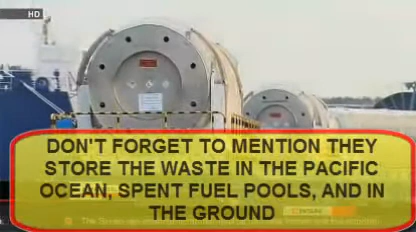 HD
DON'T FORGET TO MENTION THEY
STORE THE WASTE IN THE PACIFIC
OCEAN, SPENT FUEL POOLS, AND IN
THE GROUND